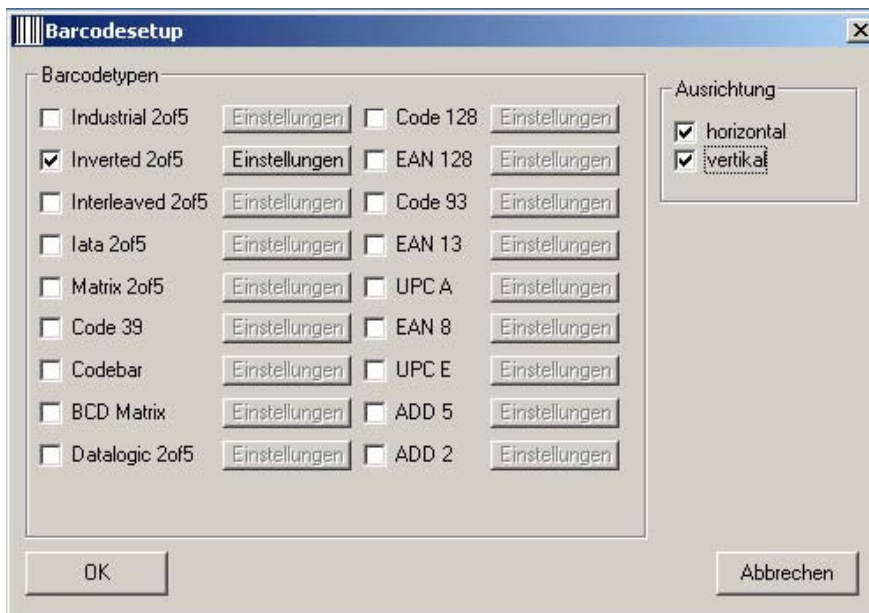 Barcodesetup
Barcodetypen
Industrial 2of5 Einstellungen Code 128 Einstellungen
Inverted 2of5 Einstellungen EAN 128 Einstellungen
Interleaved 2of5 Einstellungen Code 93 Einstellungen
Iata 2of5 Einstellungen EAN 13 Einstellungen
Matrix 2of5 Einstellungen UPC A Einstellungen
Code 39 Einstellungen EAN 8 Einstellungen
Codebar Einstellungen UPC E Einstellungen
BCD Matrix Einstellungen ADD 5 Einstellungen
Datalogic 2of5 Einstellungen ADD 2 Einstellungen
Ausrichtung
horizontal
vertikal
OK Abbrechen